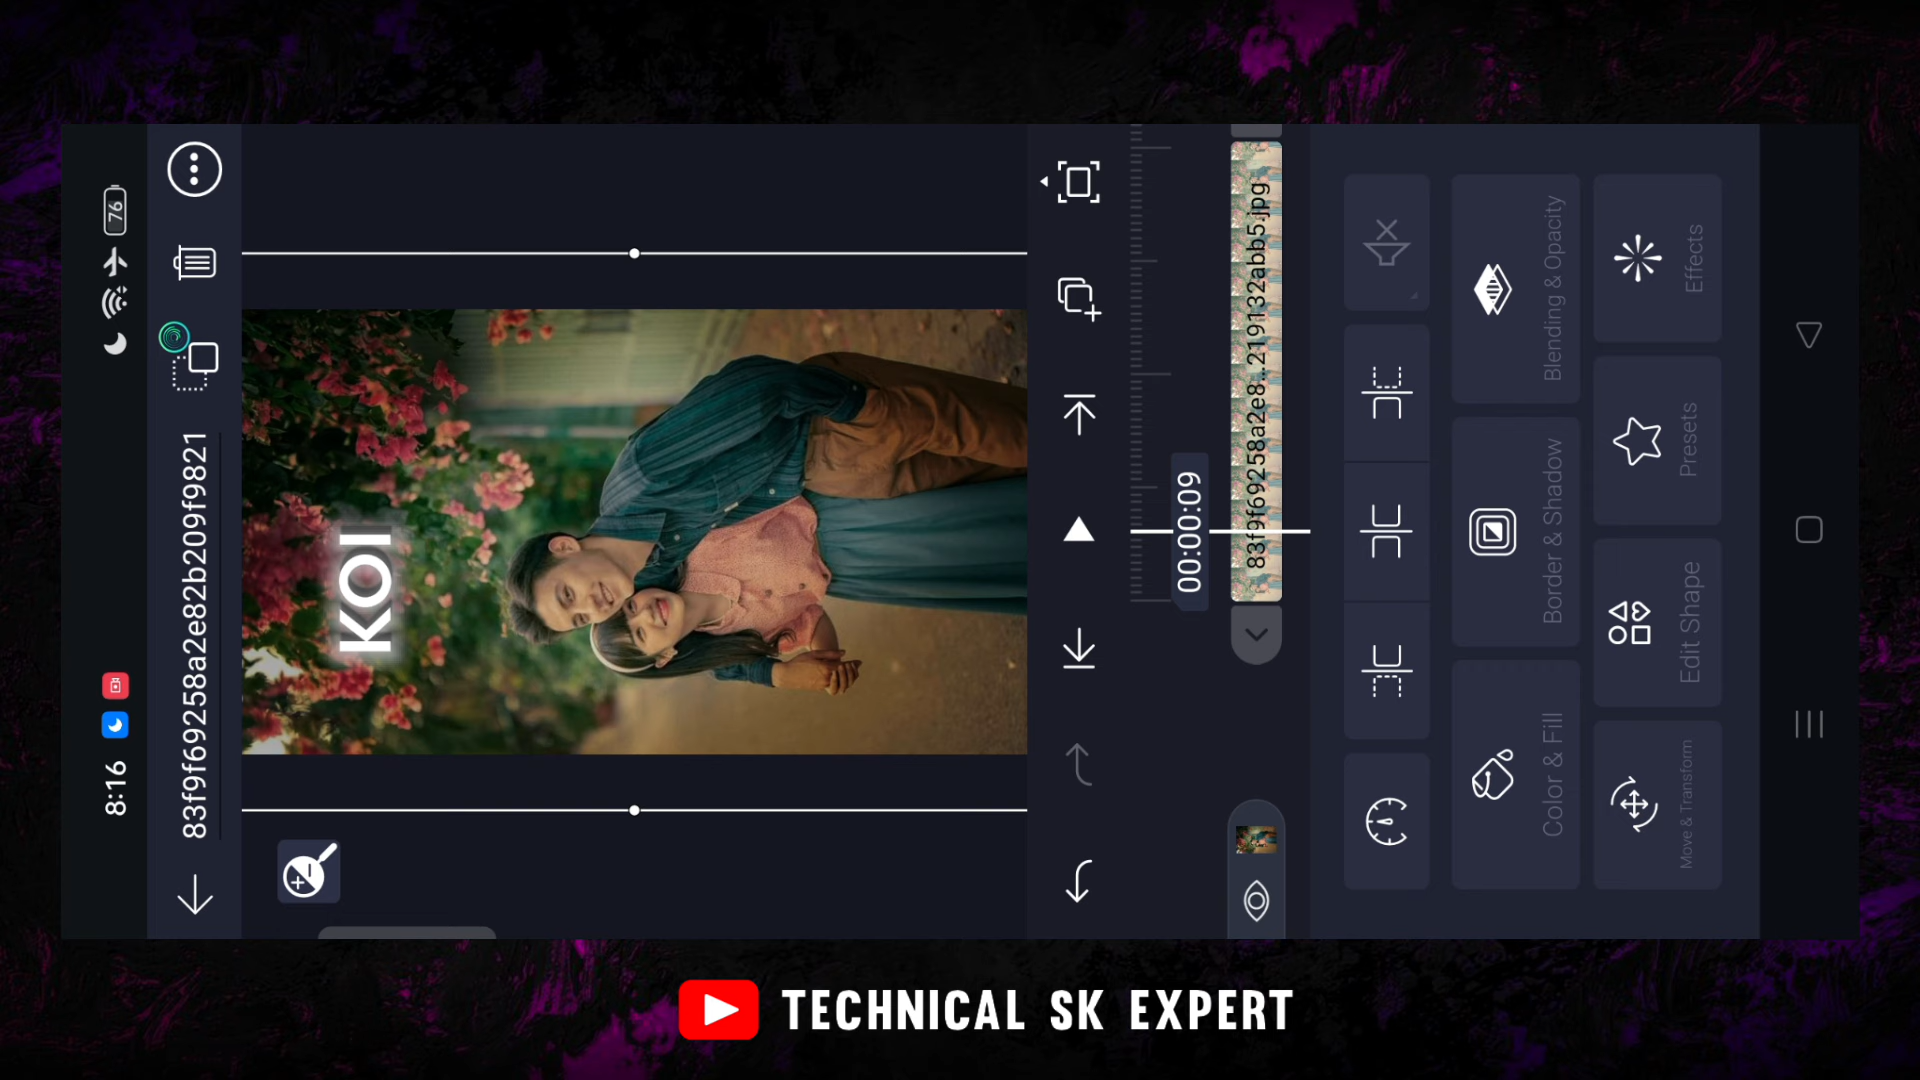 8:16
76
83f9f69258a2e82b209f9821
KOI
00:00:09
83f9f69258a2e8...219132abb5.jpg
Color & Fill
Border & Shadow
Blending & Opacity
Move & Transform
Edit Shape
Presets
Effects
TECHNICAL SK EXPERT